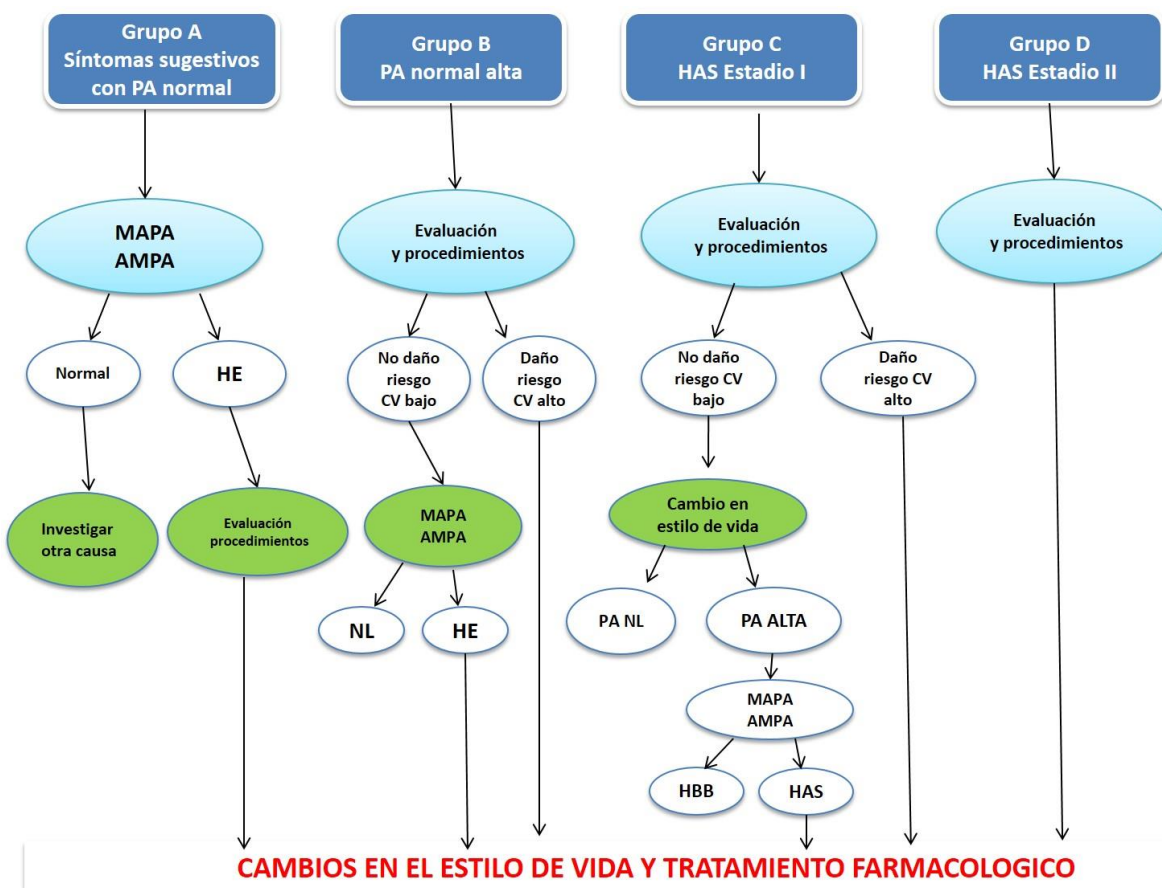 Grupo A
Síntomas sugestivos
con PA normal
Grupo B
PA normal alta
Grupo C
HAS Estadio I
Grupo D
HAS Estadio II
MAPA
AMPA
Evaluación
y procedimientos
Evaluación
y procedimientos
Evaluación
y procedimientos
Normal
HE
No daño
riesgo
CV bajo
Daño
riesgo
CV alto
No daño
riesgo CV
bajo
Daño
riesgo CV
alto
Investigar
otra causa
Evaluación
procedimientos
MAPA
AMPA
Cambio en
estilo de vida
NL
HE
PA NL
PA ALTA
MAPA
AMPA
HBB
HAS
CAMBIOS EN EL ESTILO DE VIDA Y TRATAMIENTO FARMACOLOGICO